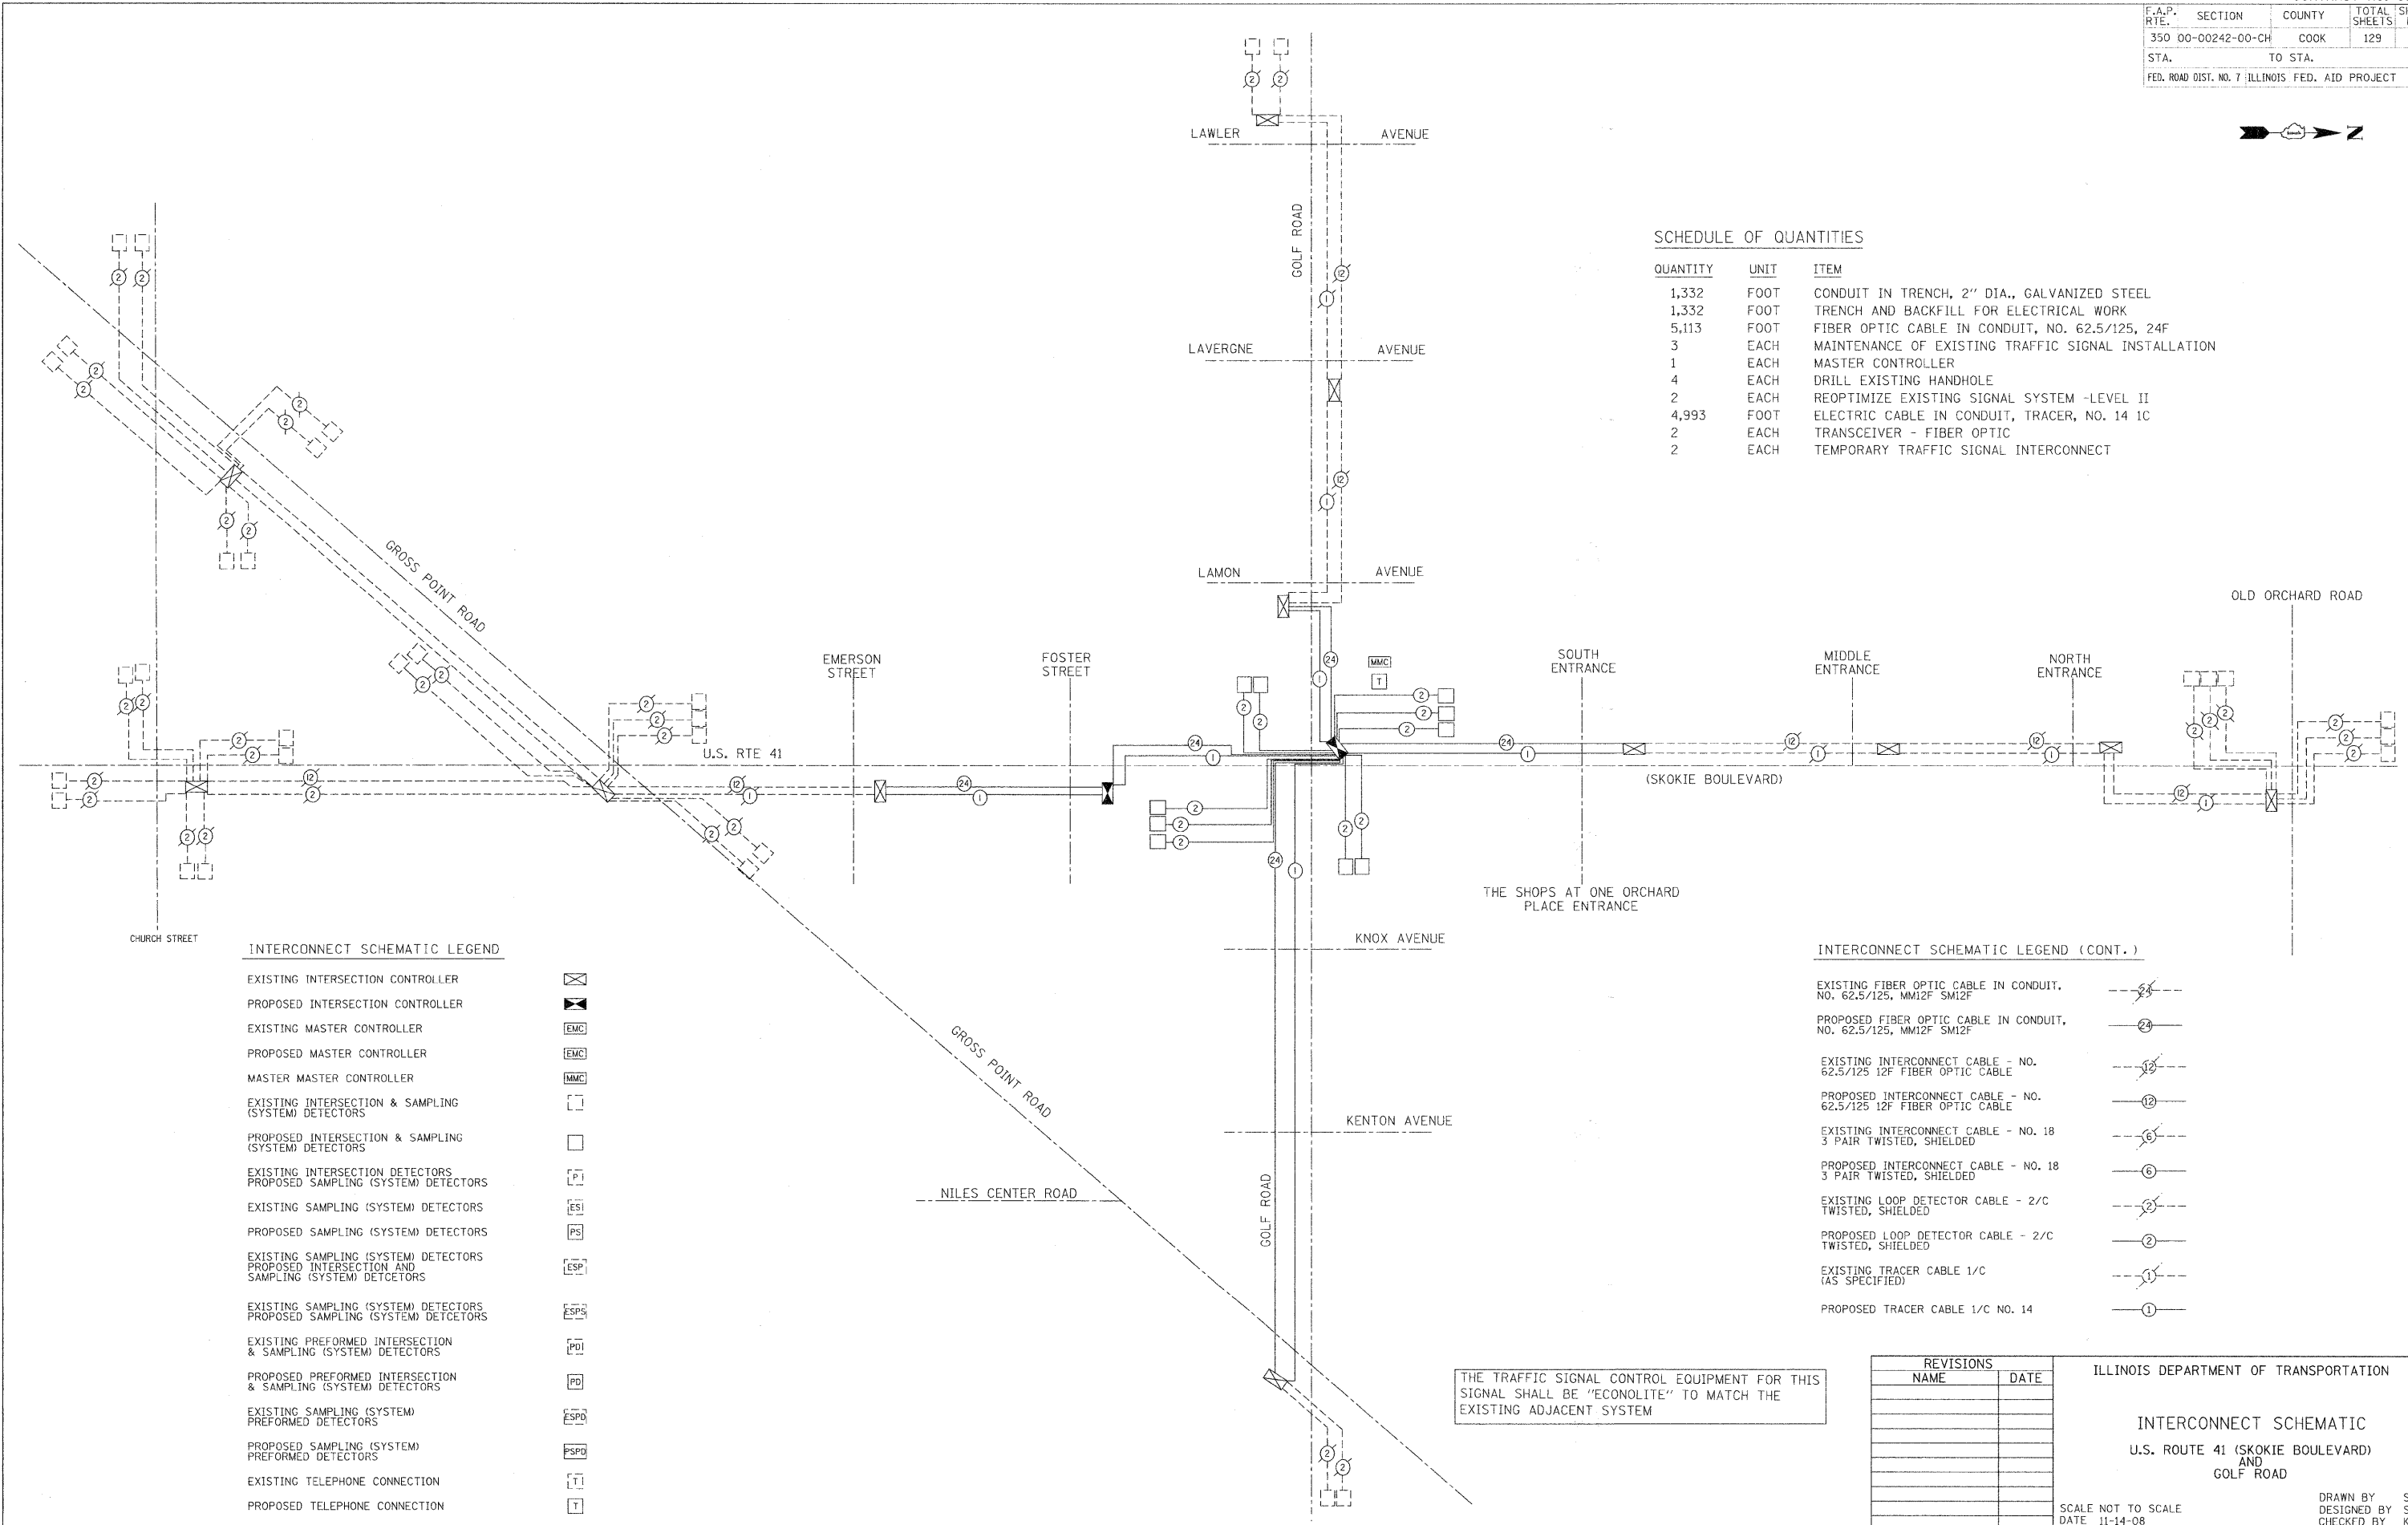 F.A.P. RTE. SECTION COUNTY TOTAL SHEETS
350 00-00242-00-CH COOK 129
STA. TO STA.
FED. ROAD DIST. NO. 7 ILLINOIS FED. AID PROJECT
N
LAWLER AVENUE
GOLF ROAD
SCHEDULE OF QUANTITIES
QUANTITY UNIT ITEM
1,332 FOOT CONDUIT IN TRENCH, 2" DIA., GALVANIZED STEEL
1,332 FOOT TRENCH AND BACKFILL FOR ELECTRICAL WORK
5,113 FOOT FIBER OPTIC CABLE IN CONDUIT, NO. 62.5/125, 24F
3 EACH MAINTENANCE OF EXISTING TRAFFIC SIGNAL INSTALLATION
1 EACH MASTER CONTROLLER
4 EACH DRILL EXISTING HANDHOLE
2 EACH REOPTIMIZE EXISTING SIGNAL SYSTEM -LEVEL II
4,993 FOOT ELECTRIC CABLE IN CONDUIT, TRACER, NO. 14 1C
2 EACH TRANSCEIVER - FIBER OPTIC
2 EACH TEMPORARY TRAFFIC SIGNAL INTERCONNECT
LAVERGNE AVENUE
GROSS POINT ROAD
LAMON AVENUE
OLD ORCHARD ROAD
EMERSON STREET
FOSTER STREET
MMC
T
SOUTH ENTRANCE
MIDDLE ENTRANCE
NORTH ENTRANCE
U.S. RTE 41
(SKOKIE BOULEVARD)
THE SHOPS AT ONE ORCHARD
PLACE ENTRANCE
CHURCH STREET
KNOX AVENUE
GROSS POINT ROAD
KENTON AVENUE
NILES CENTER ROAD
GOLF ROAD
INTERCONNECT SCHEMATIC LEGEND
EXISTING INTERSECTION CONTROLLER
PROPOSED INTERSECTION CONTROLLER
EXISTING MASTER CONTROLLER EMC
PROPOSED MASTER CONTROLLER EMC
MASTER MASTER CONTROLLER MMC
EXISTING INTERSECTION & SAMPLING
(SYSTEM) DETECTORS
PROPOSED INTERSECTION & SAMPLING
(SYSTEM) DETECTORS
EXISTING INTERSECTION DETECTORS
PROPOSED SAMPLING (SYSTEM) DETECTORS P
EXISTING SAMPLING (SYSTEM) DETECTORS ES
PROPOSED SAMPLING (SYSTEM) DETECTORS PS
EXISTING SAMPLING (SYSTEM) DETECTORS
PROPOSED INTERSECTION AND
SAMPLING (SYSTEM) DETCETORS ESP
EXISTING SAMPLING (SYSTEM) DETECTORS
PROPOSED SAMPLING (SYSTEM) DETCETORS ESPS
EXISTING PREFORMED INTERSECTION
& SAMPLING (SYSTEM) DETECTORS PD
PROPOSED PREFORMED INTERSECTION
& SAMPLING (SYSTEM) DETECTORS PD
EXISTING SAMPLING (SYSTEM)
PREFORMED DETECTORS ESPD
PROPOSED SAMPLING (SYSTEM)
PREFORMED DETECTORS PSPD
EXISTING TELEPHONE CONNECTION T
PROPOSED TELEPHONE CONNECTION T
INTERCONNECT SCHEMATIC LEGEND (CONT.)
EXISTING FIBER OPTIC CABLE IN CONDUIT,
NO. 62.5/125, MM12F SM12F 24
PROPOSED FIBER OPTIC CABLE IN CONDUIT,
NO. 62.5/125, MM12F SM12F 24
EXISTING INTERCONNECT CABLE - NO.
62.5/125 12F FIBER OPTIC CABLE 12
PROPOSED INTERCONNECT CABLE - NO.
62.5/125 12F FIBER OPTIC CABLE 12
EXISTING INTERCONNECT CABLE - NO. 18
3 PAIR TWISTED, SHIELDED 6
PROPOSED INTERCONNECT CABLE - NO. 18
3 PAIR TWISTED, SHIELDED 6
EXISTING LOOP DETECTOR CABLE - 2/C
TWISTED, SHIELDED 2
PROPOSED LOOP DETECTOR CABLE - 2/C
TWISTED, SHIELDED 2
EXISTING TRACER CABLE 1/C
(AS SPECIFIED) 1
PROPOSED TRACER CABLE 1/C NO. 14 1
THE TRAFFIC SIGNAL CONTROL EQUIPMENT FOR THIS
SIGNAL SHALL BE "ECONOLITE" TO MATCH THE
EXISTING ADJACENT SYSTEM
REVISIONS
NAME DATE
ILLINOIS DEPARTMENT OF TRANSPORTATION
INTERCONNECT SCHEMATIC
U.S. ROUTE 41 (SKOKIE BOULEVARD)
AND
GOLF ROAD
SCALE NOT TO SCALE
DATE 11-14-08
DRAWN BY
DESIGNED BY
CHECKED BY